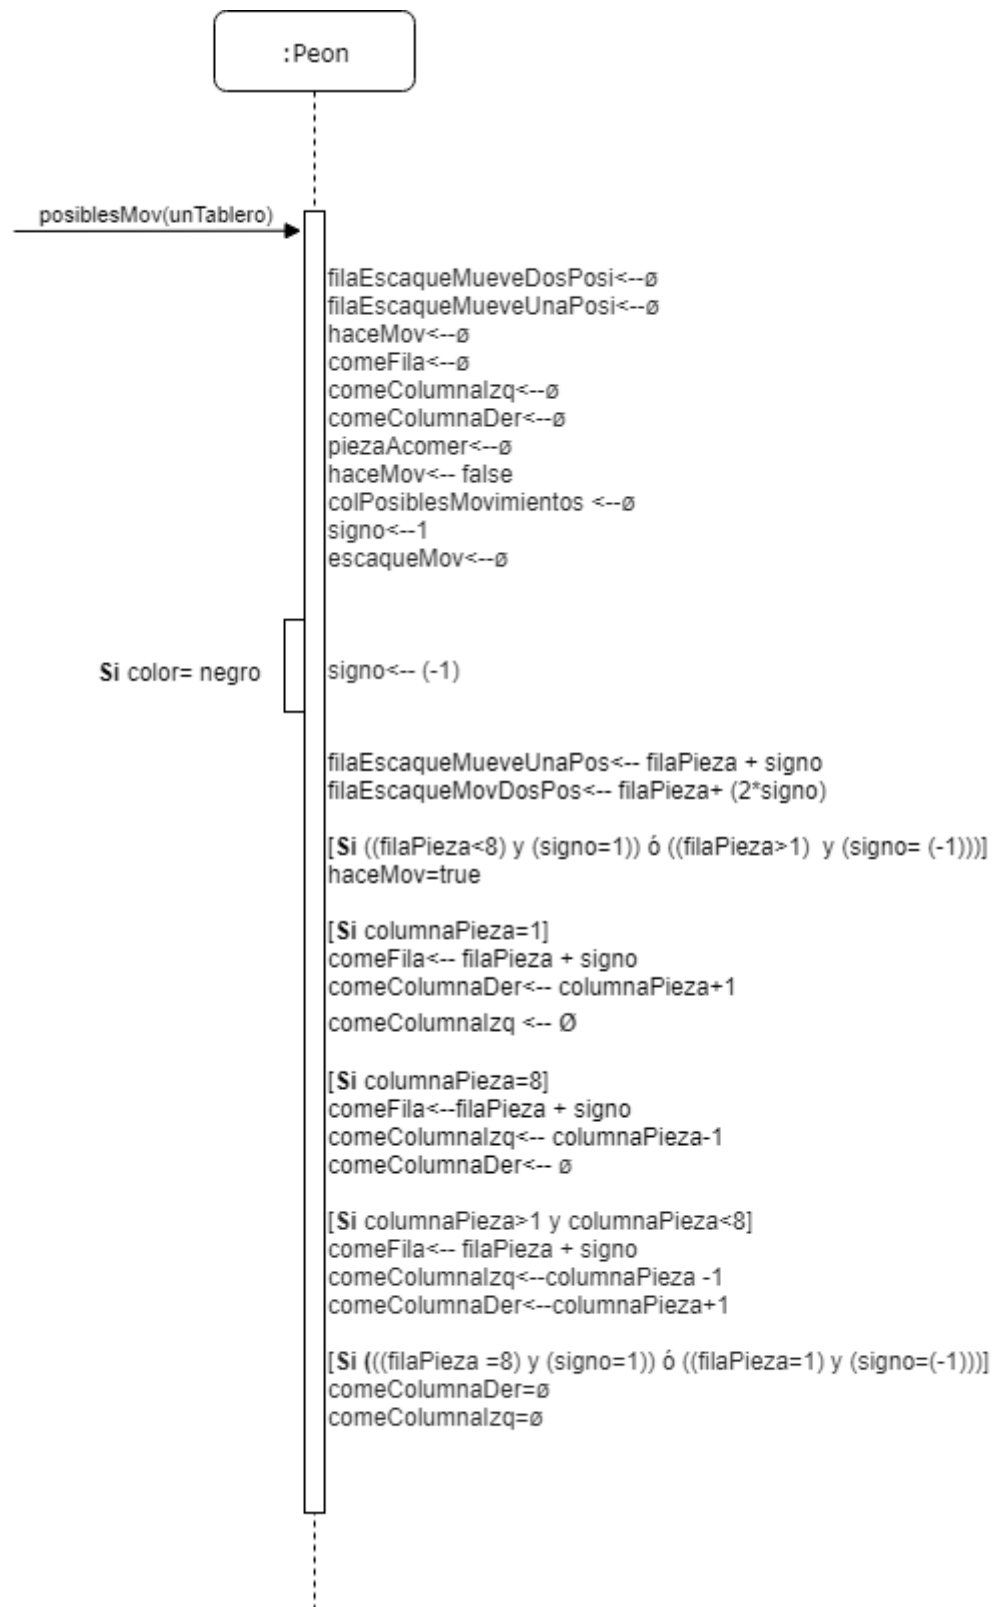 :Peon
posiblesMov(unTablero)
filaEscaqueMueveDosPosi<--ø
filaEscaqueMueveUnaPosi<--ø
haceMov<--ø
comeFila<--ø
comeColumnaIzq<--ø
comeColumnaDer<--ø
piezaAcomer<--ø
haceMov<-- false
colPosiblesMovimientos <--ø
signo<--1
escaqueMov<--ø
Si color= negro
signo<-- (-1)
filaEscaqueMueveUnaPos<-- filaPieza + signo
filaEscaqueMovDosPos<-- filaPieza+ (2*signo)
[Si ((filaPieza<8) y (signo=1)) ó ((filaPieza>1)  y (signo= (-1)))]
haceMov=true
[Si columnaPieza=1]
comeFila<-- filaPieza + signo
comeColumnaDer<-- columnaPieza+1
comeColumnaIzq <-- Ø
[Si columnaPieza=8]
comeFila<--filaPieza + signo
comeColumnaIzq<-- columnaPieza-1
comeColumnaDer<-- ø
[Si columnaPieza>1 y columnaPieza<8]
comeFila<-- filaPieza + signo
comeColumnaIzq<--columnaPieza -1
comeColumnaDer<--columnaPieza+1
[Si (((filaPieza =8) y (signo=1)) ó ((filaPieza=1) y (signo=(-1)))]
comeColumnaDer=ø
comeColumnaIzq=ø